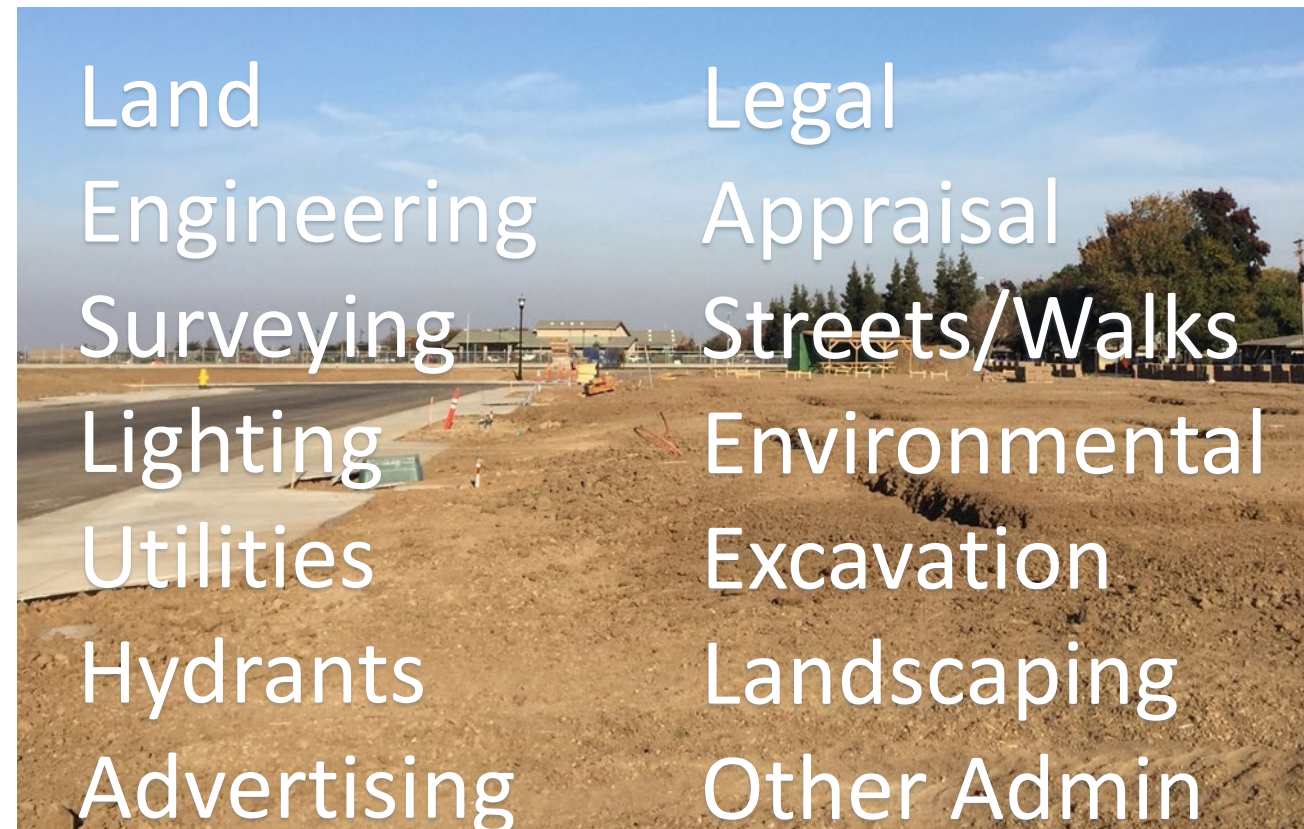 Land
Engineering
Surveying
Lighting
Utilities
Hydrants
Advertising
Legal
Appraisal
Streets/Walks
Environmental
Excavation
Landscaping
Other Admin